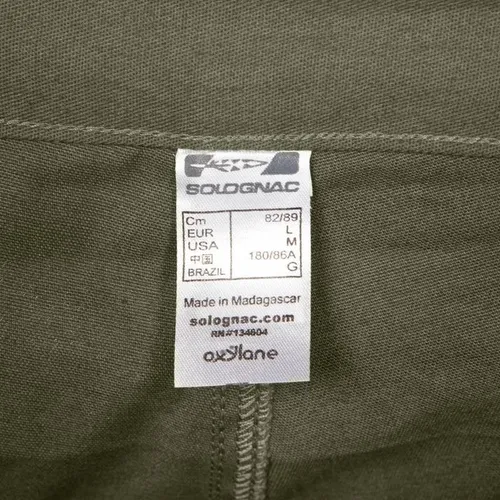 SOLOGNAC
Cm 82/89
EUR L
USA M
中国 180/86A
BRAZIL G
Made in Madagascar
solognac.com
RN#134604
oxylane